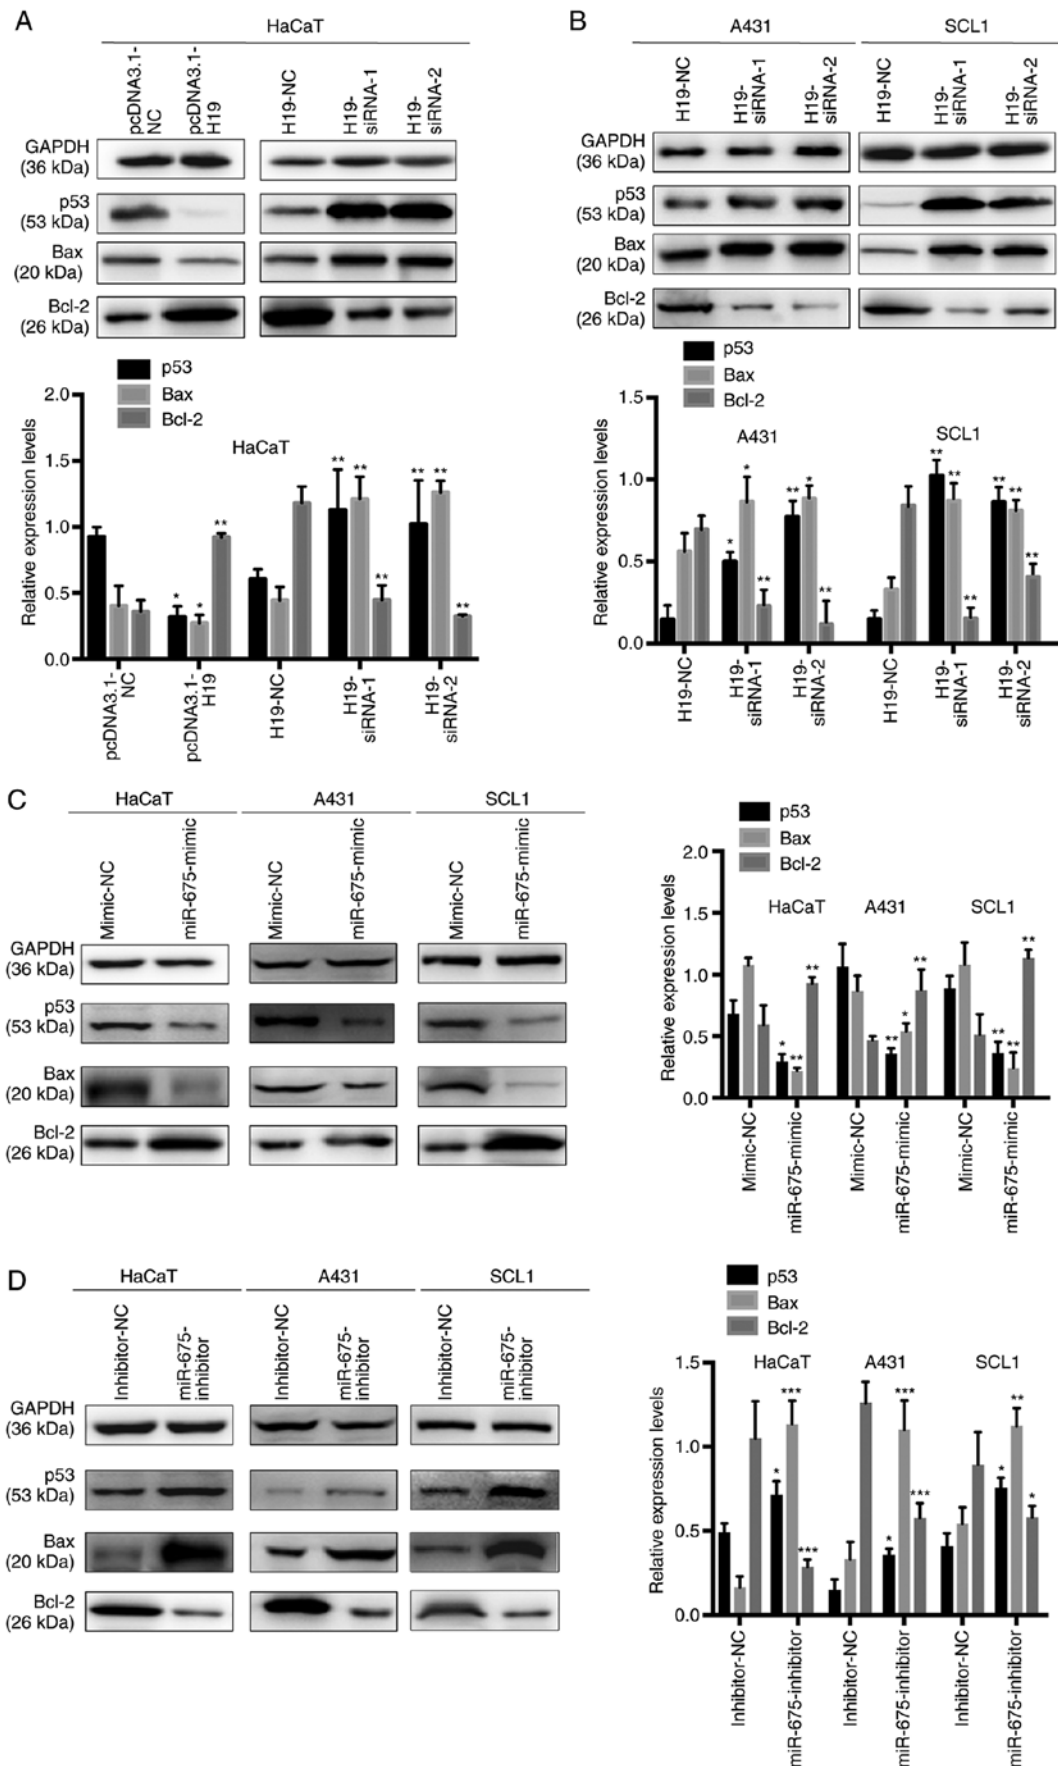 A
HaCaT
pcDNA3.1-
NC
pcDNA3.1-
H19
H19-NC
H19-
siRNA-1
H19-
siRNA-2
GAPDH
(36 kDa)
p53
(53 kDa)
Bax
(20 kDa)
Bcl-2
(26 kDa)
p53
Bax
Bcl-2
HaCaT
Relative expression levels
2.0
1.5
1.0
0.5
0.0
** ** ** ** ** * * ** **
pcDNA3.1-
NC
pcDNA3.1-
H19
H19-NC
H19-
siRNA-1
H19-
siRNA-2
B
A431
SCL1
H19-NC
H19-
siRNA-1
H19-
siRNA-2
H19-NC
H19-
siRNA-1
H19-
siRNA-2
GAPDH
(36 kDa)
p53
(53 kDa)
Bax
(20 kDa)
Bcl-2
(26 kDa)
p53
Bax
Bcl-2
A431
SCL1
Relative expression levels
1.5
1.0
0.5
0.0
* * ** ** * ** ** ** ** ** ** **
H19-NC
H19-
siRNA-1
H19-
siRNA-2
H19-NC
H19-
siRNA-1
H19-
siRNA-2
C
HaCaT
A431
SCL1
Mimic-NC
miR-675-mimic
Mimic-NC
miR-675-mimic
Mimic-NC
miR-675-mimic
GAPDH
(36 kDa)
p53
(53 kDa)
Bax
(20 kDa)
Bcl-2
(26 kDa)
p53
Bax
Bcl-2
HaCaT
A431
SCL1
Relative expression levels
2.0
1.5
1.0
0.5
0.0
* ** ** ** * ** ** ** **
Mimic-NC
miR-675-mimic
Mimic-NC
miR-675-mimic
Mimic-NC
miR-675-mimic
D
HaCaT
A431
SCL1
Inhibitor-NC
miR-675-
inhibitor
Inhibitor-NC
miR-675-
inhibitor
Inhibitor-NC
miR-675-
inhibitor
GAPDH
(36 kDa)
p53
(53 kDa)
Bax
(20 kDa)
Bcl-2
(26 kDa)
p53
Bax
Bcl-2
HaCaT
A431
SCL1
Relative expression levels
1.5
1.0
0.5
0.0
* *** *** * *** *** * ** *
Inhibitor-NC
miR-675-inhibitor
Inhibitor-NC
miR-675-inhibitor
Inhibitor-NC
miR-675-inhibitor